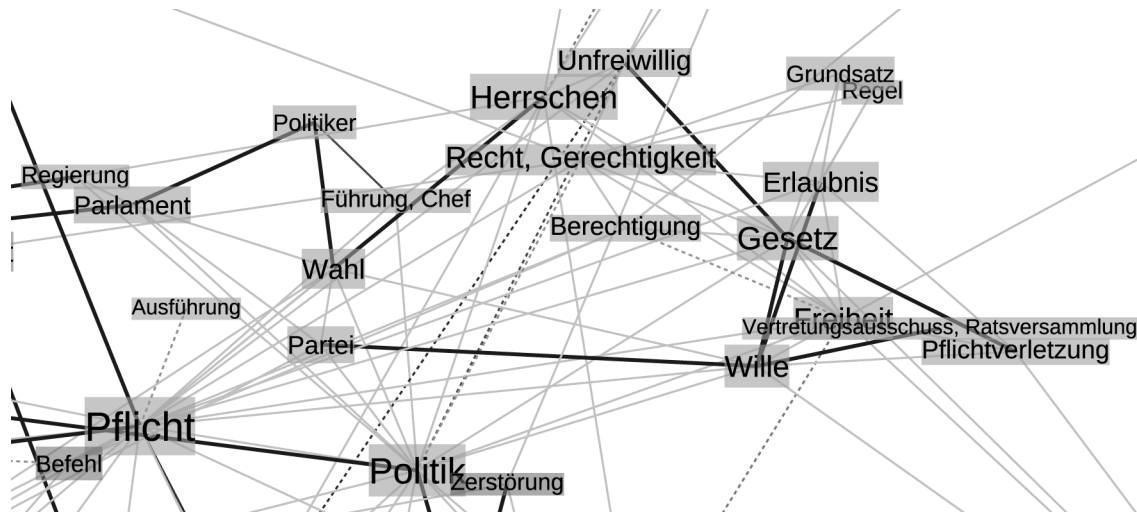 Unfreiwillig
Grundsatz
Regel
Herrschen
Politiker
Recht, Gerechtigkeit
Regierung
Erlaubnis
Parlament
Führung, Chef
Berechtigung
Gesetz
Wahl
Ausführung
Freiheit
Vertretungsausschuss, Ratsversammlung
Partei
Pflichtverletzung
Wille
Pflicht
Befehl
Politik
Zerstörung